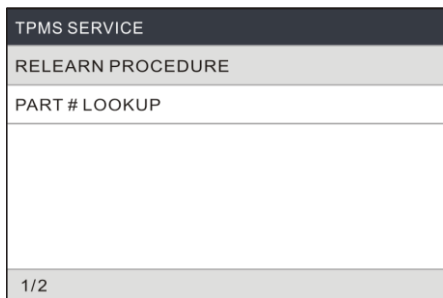 TPMS SERVICE
RELEARN PROCEDURE
PART # LOOKUP
1/2